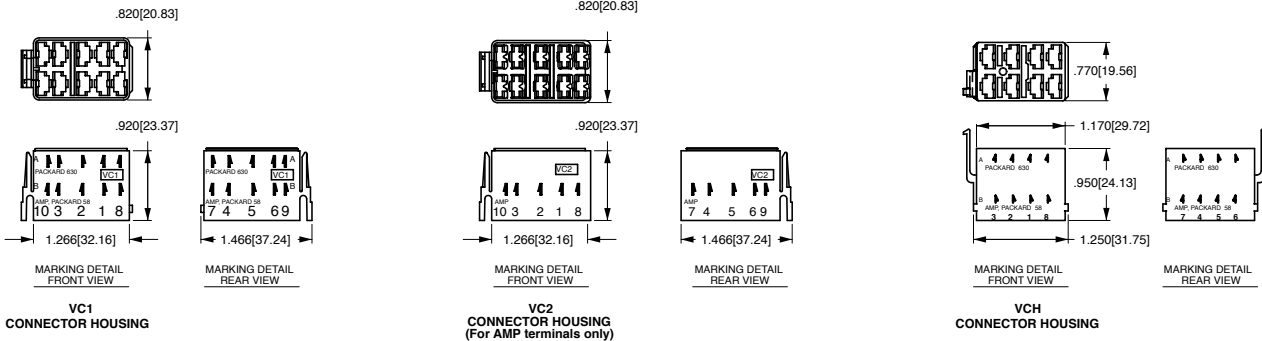 .820[20.83]
.920[23.37]
A
PACKARD 630
VC1
B
AMP, PACKARD 58
10 3 2 1 8
1.266[32.16]
MARKING DETAIL
FRONT VIEW
A
PACKARD 630
VC1
B
AMP, PACKARD 58
7 4 5 6 9
1.466[37.24]
MARKING DETAIL
REAR VIEW
VC1
CONNECTOR HOUSING
.820[20.83]
.920[23.37]
VC2
AMP
10 3 2 1 8
1.266[32.16]
MARKING DETAIL
FRONT VIEW
VC2
AMP
7 4 5 6 9
1.466[37.24]
MARKING DETAIL
REAR VIEW
VC2
CONNECTOR HOUSING
(For AMP terminals only)
.770[19.56]
1.170[29.72]
A
PACKARD 630
.950[24.13]
B
AMP, PACKARD 58
3 2 1 8
1.250[31.75]
MARKING DETAIL
FRONT VIEW
A
PACKARD 630
B
AMP, PACKARD 58
7 4 5 6
MARKING DETAIL
REAR VIEW
VCH
CONNECTOR HOUSING